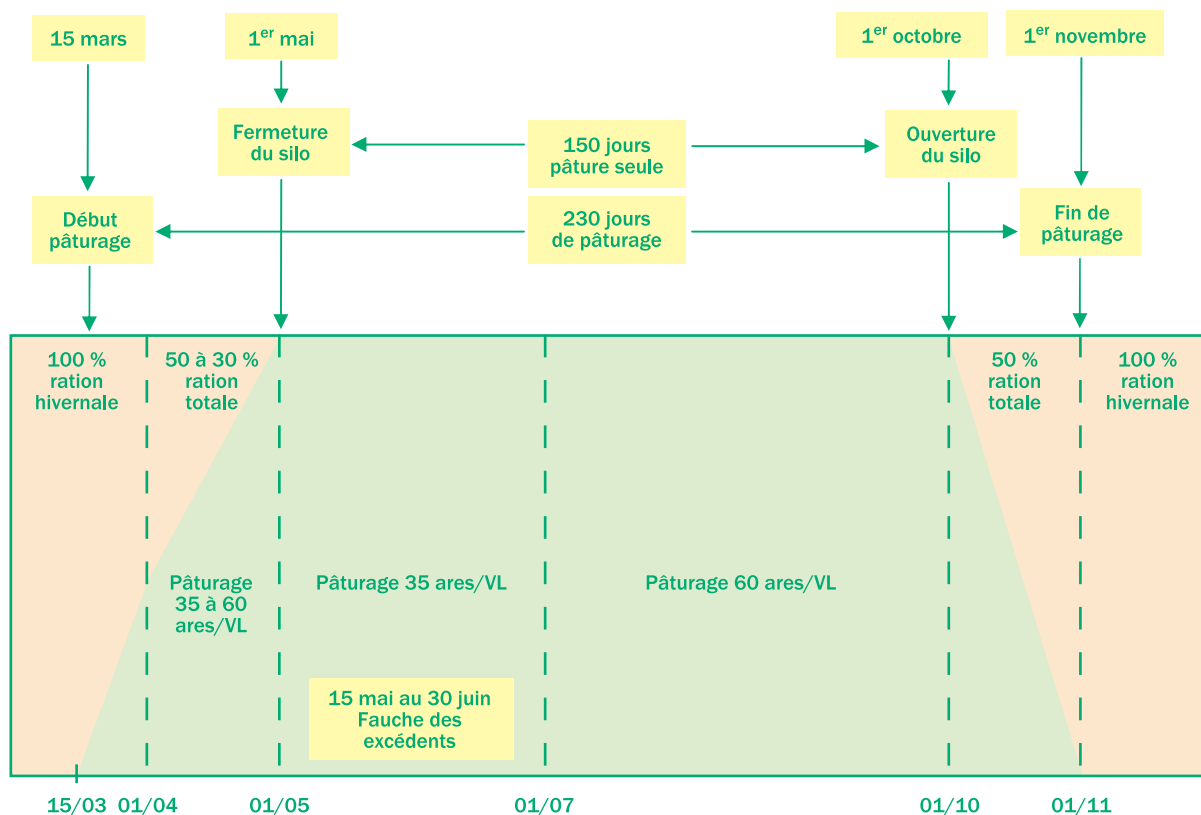 15 mars
1er mai
1er octobre
1er novembre
Fermeture
du silo
150 jours
pâture seule
Ouverture
du silo
Début
pâturage
230 jours
de pâturage
Fin de
pâturage
100 %
ration
hivernale
50 à 30 %
ration
totale
50 %
ration
totale
100 %
ration
hivernale
Pâturage
35 à 60
ares/VL
Pâturage 35 ares/VL
Pâturage 60 ares/VL
15 mai au 30 juin
Fauche des
excédents
15/03
01/04
01/05
01/07
01/10
01/11